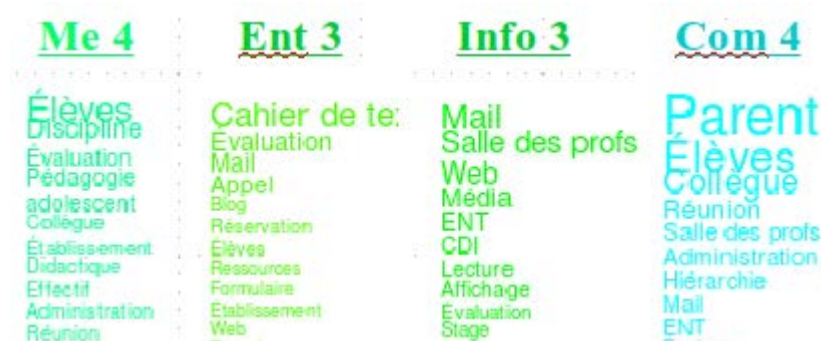 Me 4
Élèves
Discipline
Évaluation
Pédagogie
adolescent
Collègue
Établissement
Didactique
Effectif
Administration
Réunion
Ent 3
Cahier de te:
Evaluation
Mail
Appel
Blog
Réservation
Élèves
Ressources
Formulaire
Etablissement
Web
Info 3
Mail
Salle des profs
Web
Média
ENT
CDI
Lecture
Affichage
Évaluation
Stage
Com 4
Parent
Élèves
Collègue
Réunion
Salle des profs
Administration
Hiérarchie
Mail
ENT